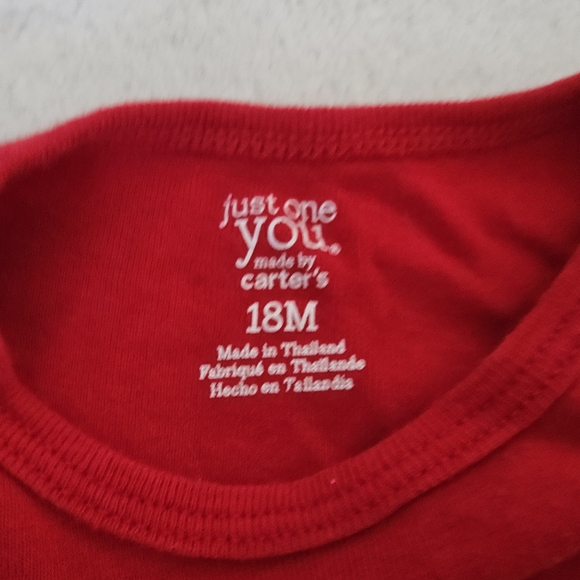 just one
you®
made by
carter's
18M
Made in Thailand
Fabriqué en Thaïlande
Hecho en Tailandia